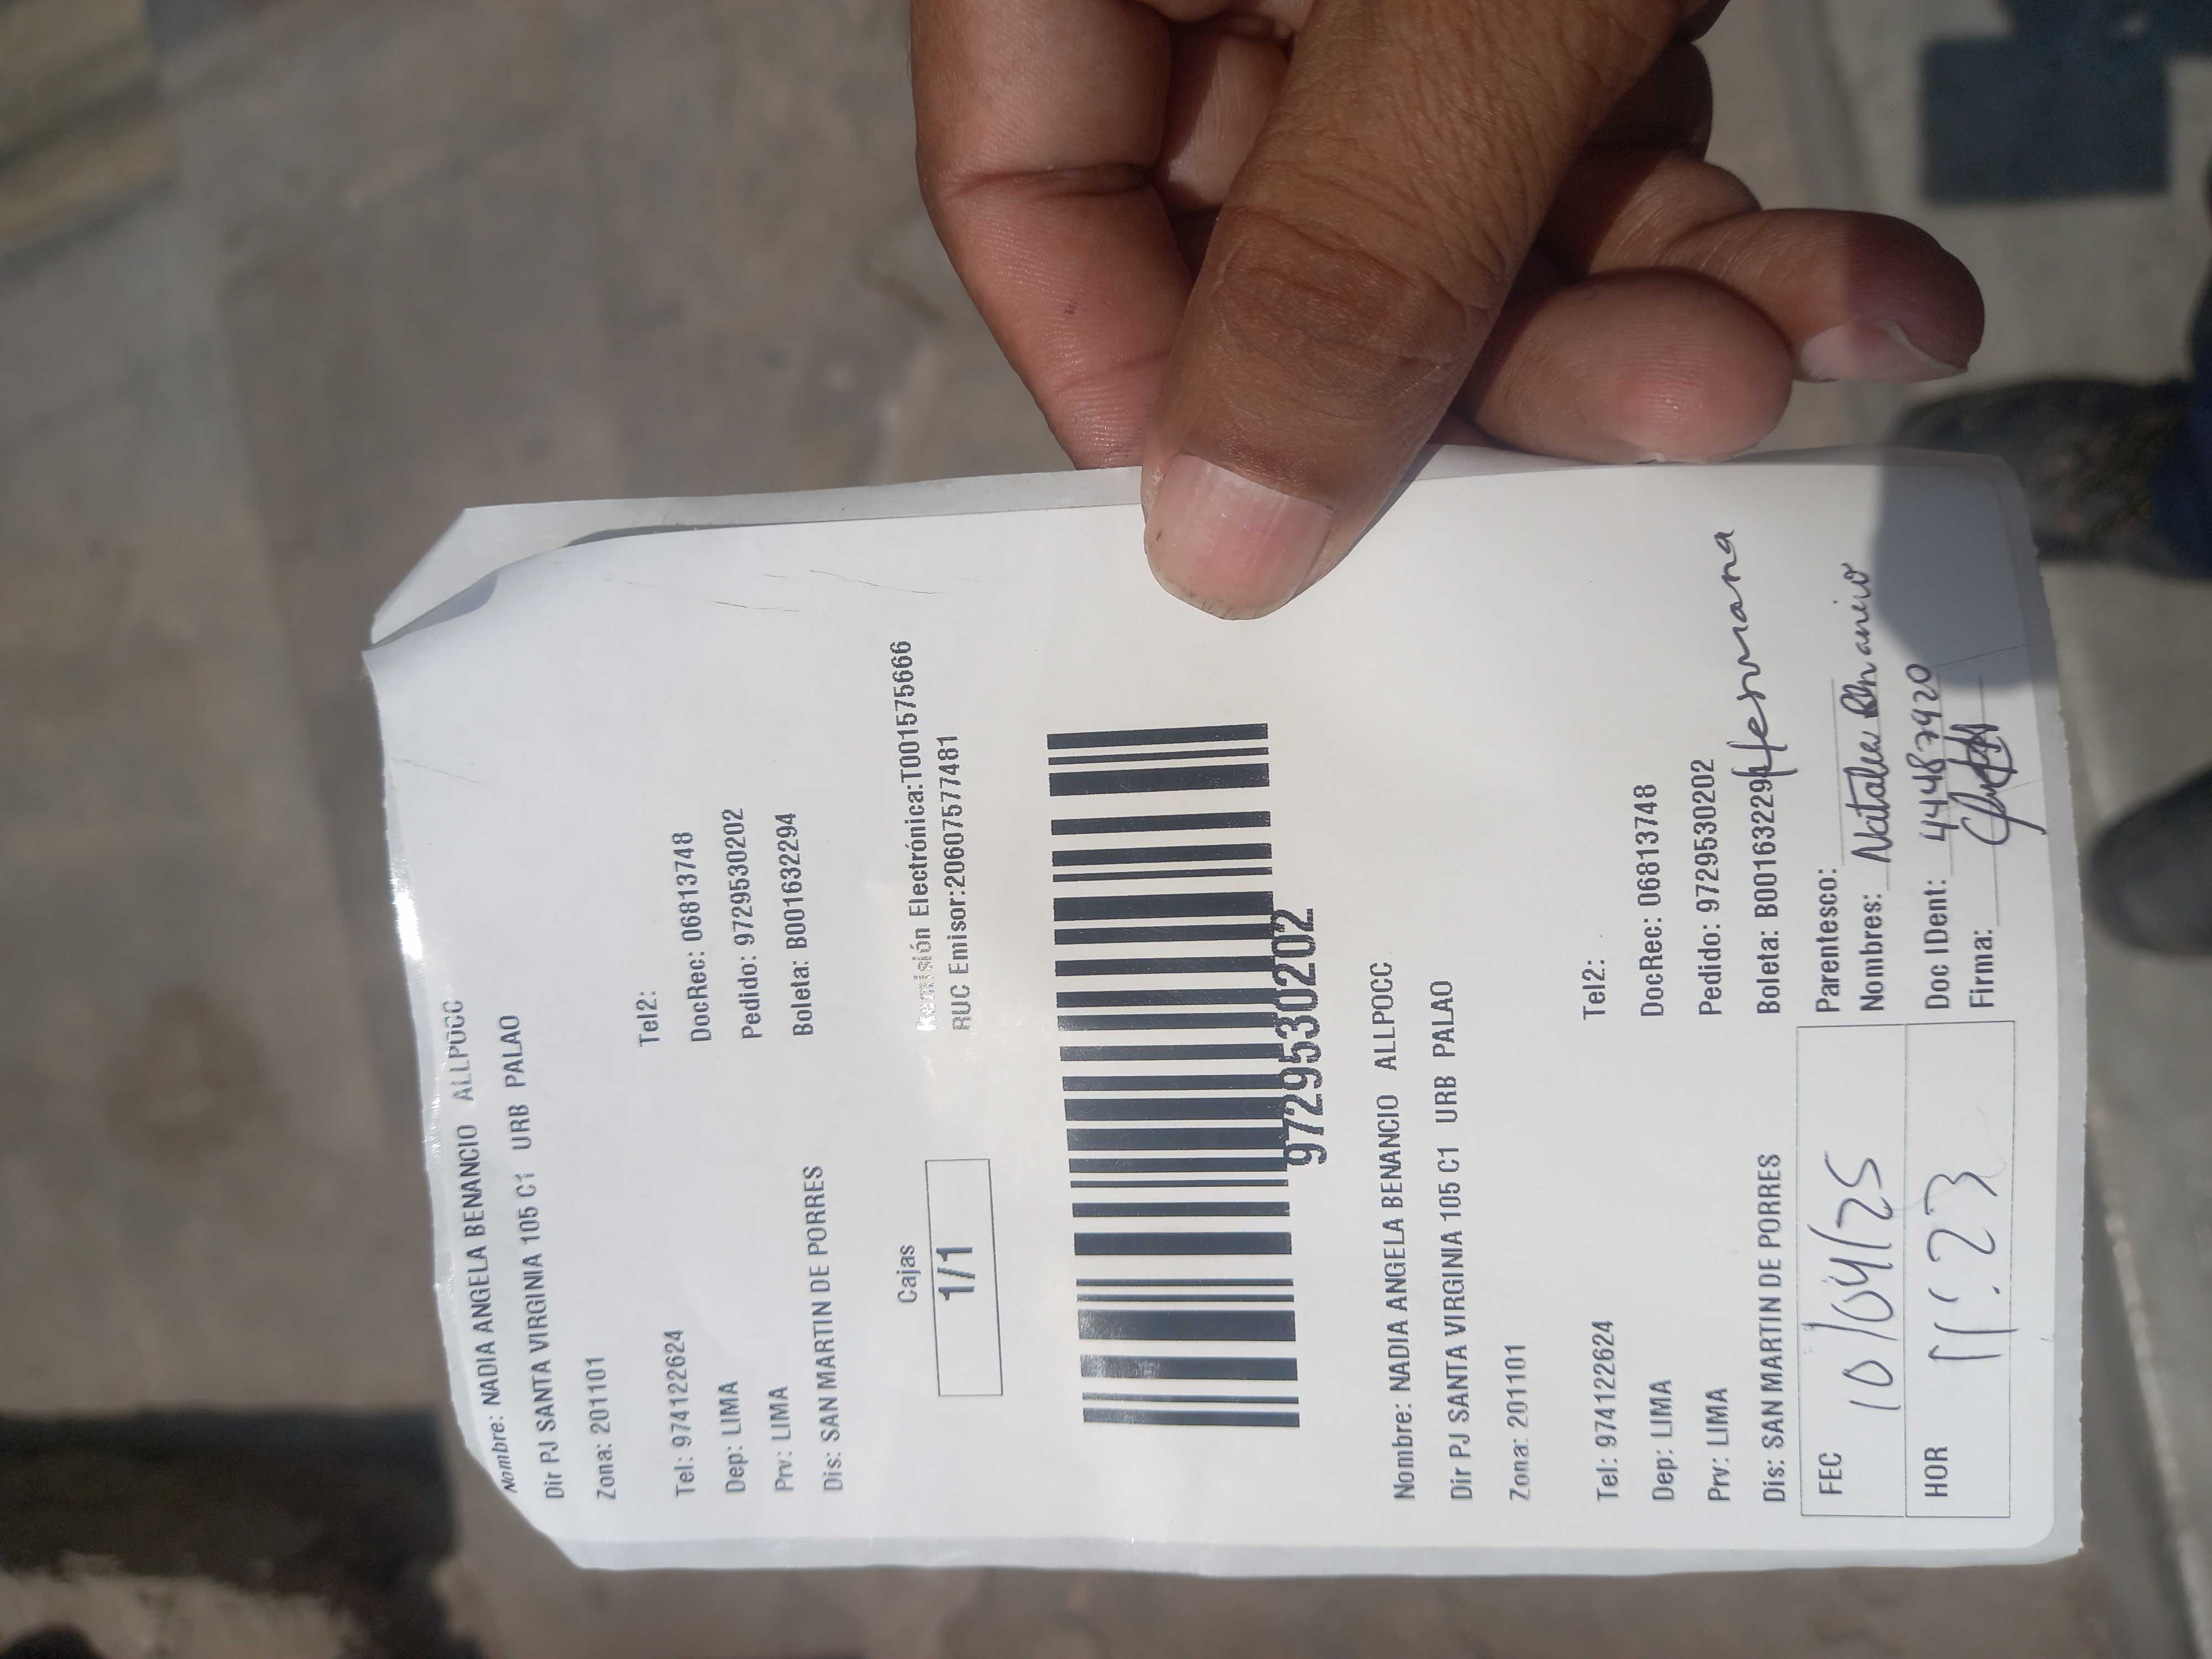 Nombre: NADIA ANGELA BENANCIO ALLPOCC
Dir PJ SANTA VIRGINIA 105 C1 URB PALAO
Zona: 201101
Tel: 974122624 Tel2:
Dep: LIMA DocRec: 06813748
Prv: LIMA Pedido: 9729530202
Dis: SAN MARTIN DE PORRES Boleta: B001632294
Cajas Remisión Electrónica:T001575666
1/1 RUC Emisor:20607577481
9729530202
Nombre: NADIA ANGELA BENANCIO ALLPOCC
Dir PJ SANTA VIRGINIA 105 C1 URB PALAO
Zona: 201101
Tel: 974122624 Tel2:
Dep: LIMA DocRec: 06813748
Prv: LIMA Pedido: 9729530202
Dis: SAN MARTIN DE PORRES Boleta: B001632294 Hermana
FEC 10/04/25 Parentesco:
Nombres:
HOR 11:23 Doc IDent: 44487920
Firma: